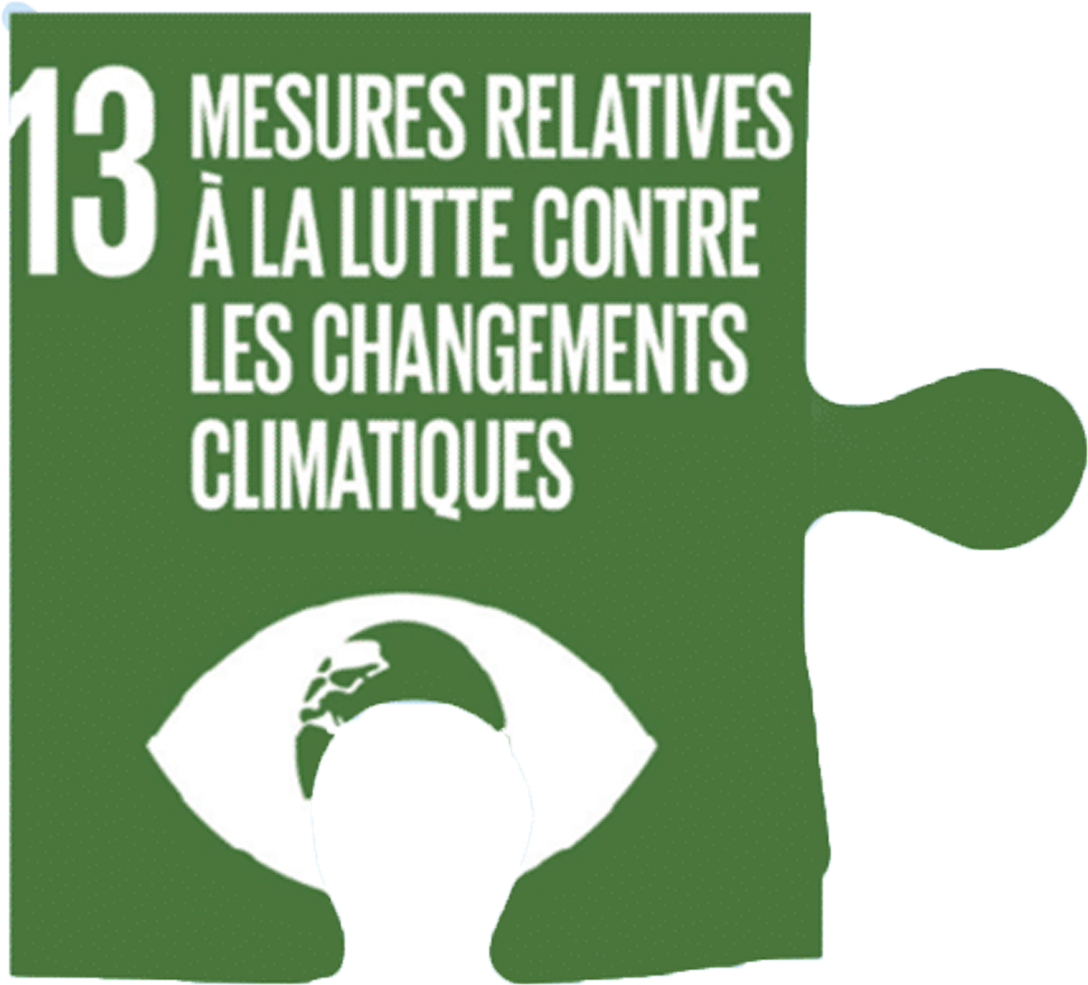 13 MESURES RELATIVES
À LA LUTTE CONTRE
LES CHANGEMENTS
CLIMATIQUES